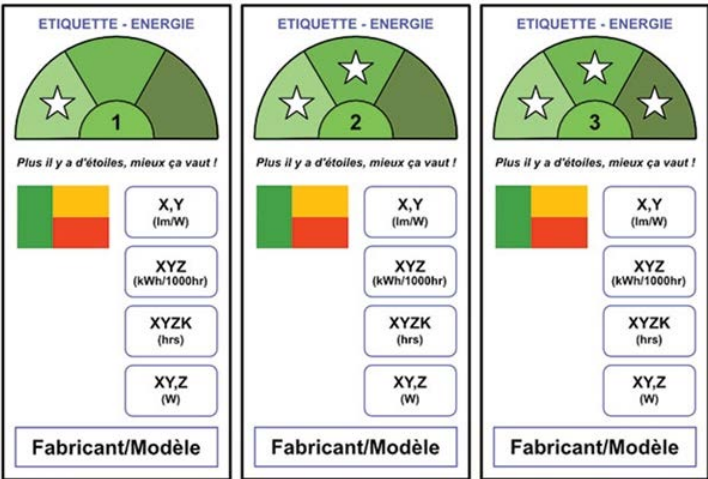 ETIQUETTE - ENERGIE
1
Plus il y a d'étoiles, mieux ça vaut !
X,Y
(lm/W)
XYZ
(kWh/1000hr)
XYZK
(hrs)
XY,Z
(W)
Fabricant/Modèle
ETIQUETTE - ENERGIE
2
Plus il y a d'étoiles, mieux ça vaut !
X,Y
(lm/W)
XYZ
(kWh/1000hr)
XYZK
(hrs)
XY,Z
(W)
Fabricant/Modèle
ETIQUETTE - ENERGIE
3
Plus il y a d'étoiles, mieux ça vaut !
X,Y
(lm/W)
XYZ
(kWh/1000hr)
XYZK
(hrs)
XY,Z
(W)
Fabricant/Modèle